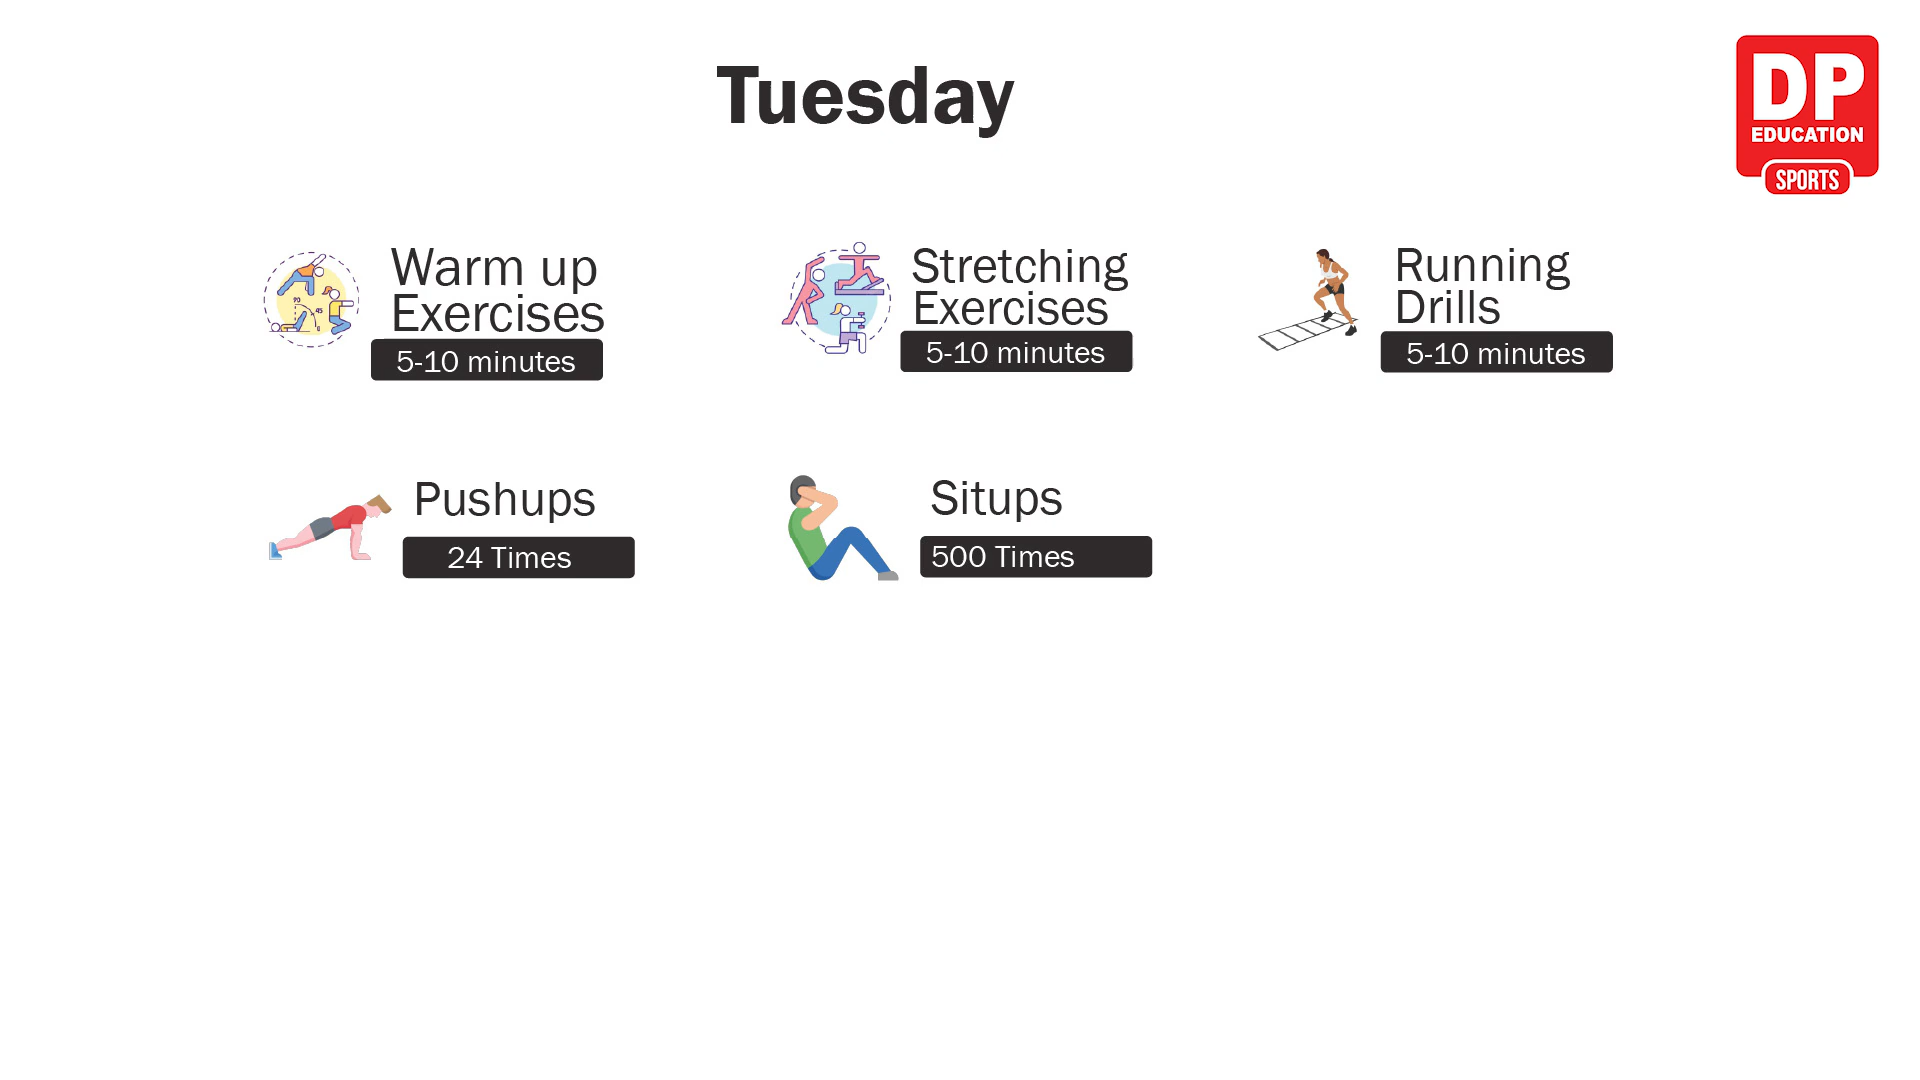 Tuesday
DP
EDUCATION
SPORTS
Warm up
Exercises
5-10 minutes
Stretching
Exercises
5-10 minutes
Running
Drills
5-10 minutes
Pushups
24 Times
Situps
500 Times